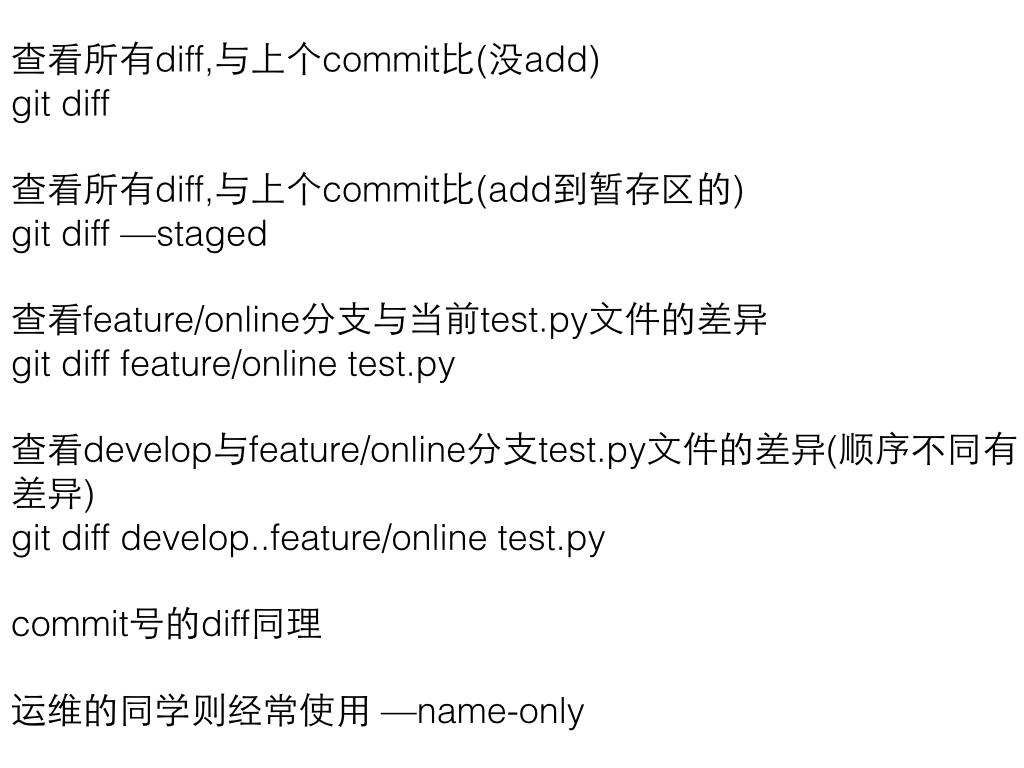 查看所有diff,与上个commit比(没add)
git diff
查看所有diff,与上个commit比(add到暂存区的)
git diff —staged
查看feature/online分支与当前test.py文件的差异
git diff feature/online test.py
查看develop与feature/online分支test.py文件的差异(顺序不同有
差异)
git diff develop..feature/online test.py
commit号的diff同理
运维的同学则经常使用 —name-only